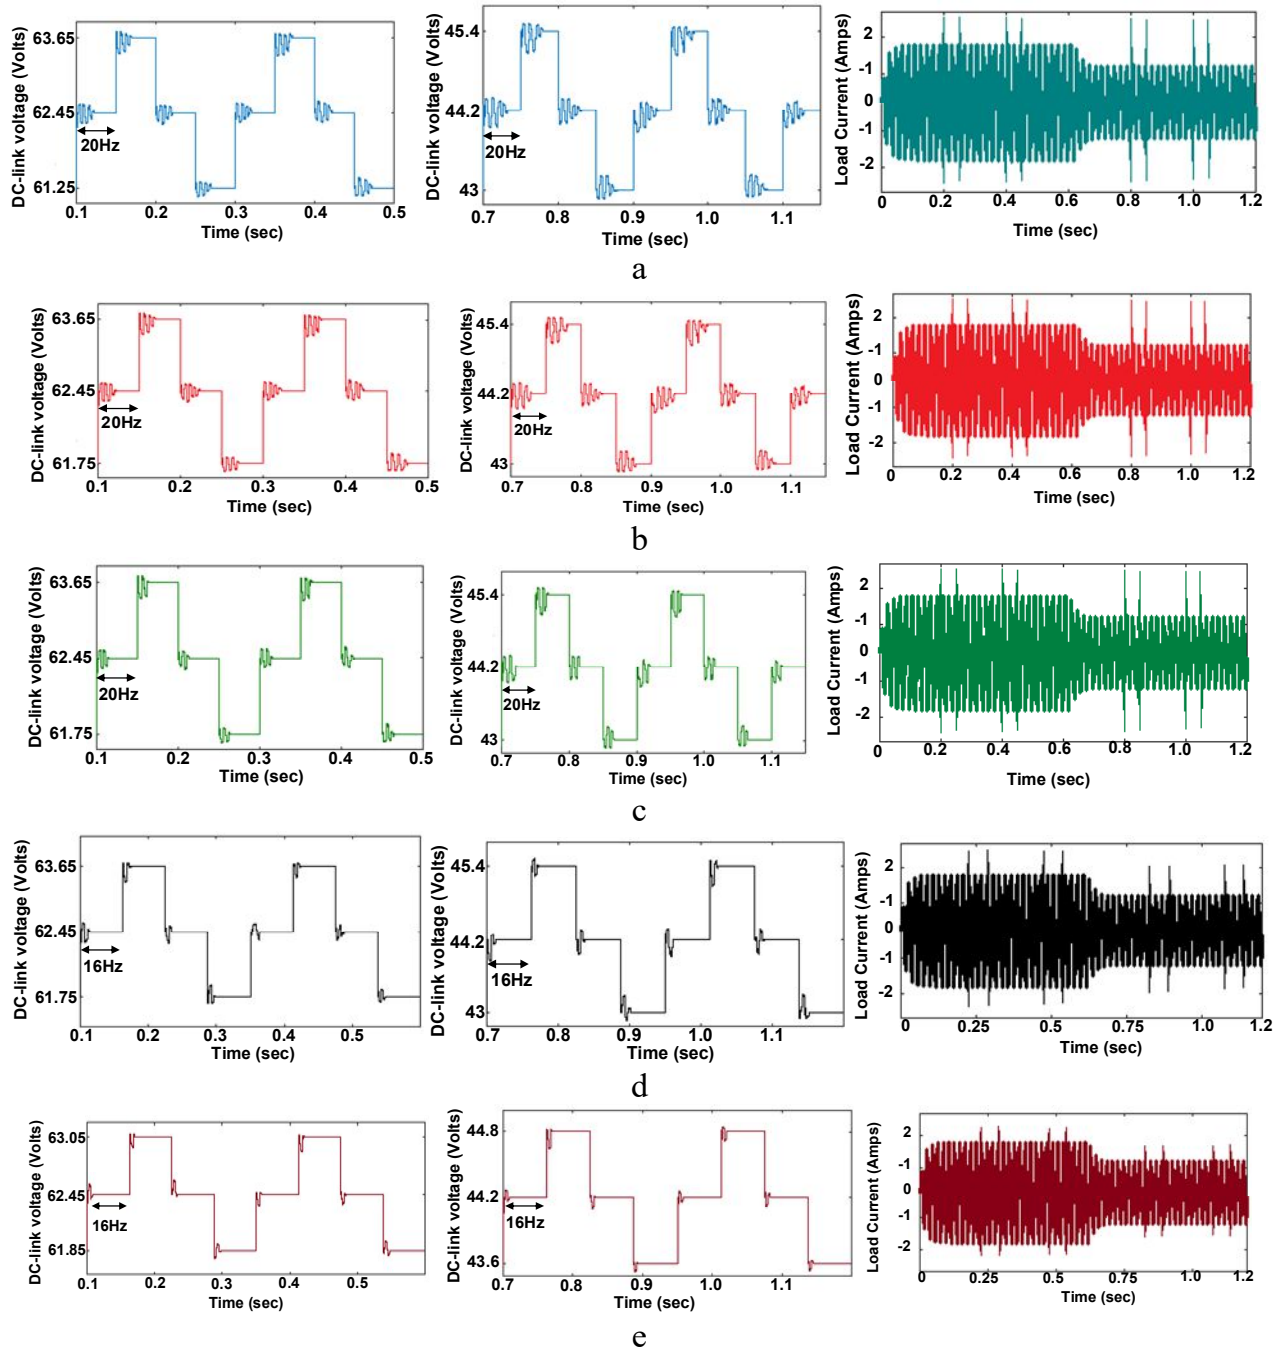 DC-link voltage (Volts)
63.65
62.45
61.25
20Hz
0.1 0.2 0.3 0.4 0.5
Time (sec)
DC-link voltage (Volts)
45.4
44.2
43
20Hz
0.7 0.8 0.9 1.0 1.1
Time (sec)
Load Current (Amps)
2
-1
0
-1
-2
0 0.2 0.4 0.6 0.8 1.0 1.2
Time (sec)
a
DC-link voltage (Volts)
63.65
62.45
61.75
20Hz
0.1 0.2 0.3 0.4 0.5
Time (sec)
DC-link voltage (Volts)
45.4
44.2
43
20Hz
0.7 0.8 0.9 1.0 1.1
Time (sec)
Load Current (Amps)
2
-1
0
-1
-2
0 0.2 0.4 0.6 0.8 1.0 1.2
Time (sec)
b
DC-link voltage (Volts)
63.65
62.45
61.75
20Hz
0.1 0.2 0.3 0.4 0.5
Time (sec)
DC-link voltage (Volts)
45.4
44.2
43
20Hz
0.7 0.8 0.9 1.0 1.1
Time (sec)
Load Current (Amps)
2
-1
0
-1
-2
0 0.2 0.4 0.6 0.8 1.0 1.2
Time (sec)
c
DC-link voltage (Volts)
63.65
62.45
61.75
16Hz
0.1 0.2 0.3 0.4 0.5
Time (sec)
DC-link voltage (Volts)
45.4
44.2
43
16Hz
0.7 0.8 0.9 1.0 1.1
Time (sec)
Load Current (Amps)
2
-1
0
-1
-2
0 0.25 0.5 0.75 1.0 1.2
Time (sec)
d
DC-link voltage (Volts)
63.05
62.45
61.85
16Hz
0.1 0.2 0.3 0.4 0.5
Time (sec)
DC-link voltage (Volts)
44.8
44.2
43.6
16Hz
0.7 0.8 0.9 1.0 1.1
Time (sec)
Load Current (Amps)
2
-1
0
-1
-2
0 0.25 0.5 0.75 1.0 1.2
Time (sec)
e